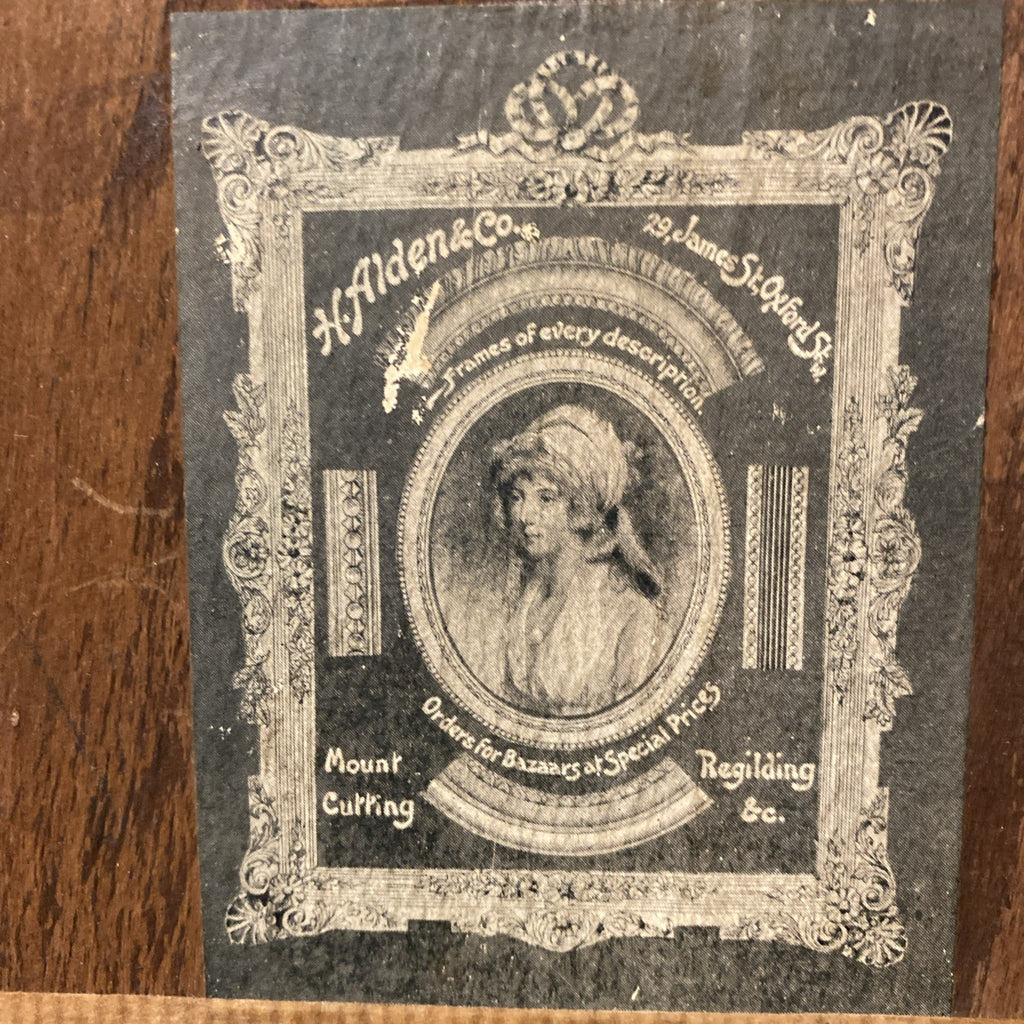 H. Alden & Co.
29, James St, Oxford St. W.
Frames of every description.
Orders for Bazaars at Special Prices
Mount
Cutting
Regilding
&c.